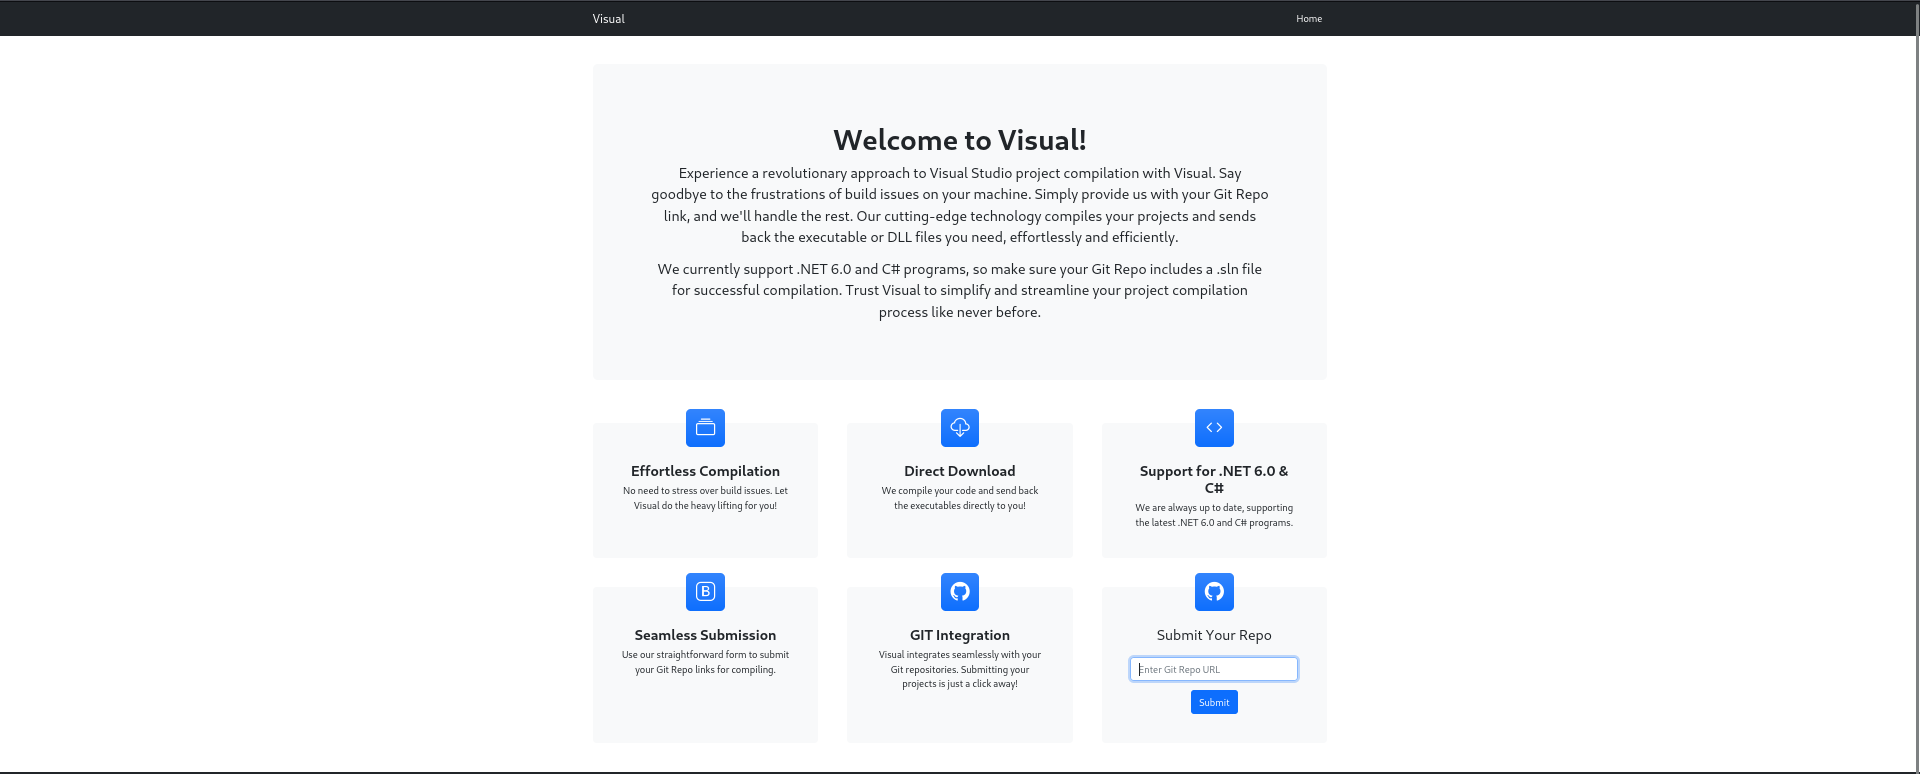 Visual
Home
Welcome to Visual!
Experience a revolutionary approach to Visual Studio project compilation with Visual. Say
goodbye to the frustrations of build issues on your machine. Simply provide us with your Git Repo
link, and we'll handle the rest. Our cutting-edge technology compiles your projects and sends
back the executable or DLL files you need, effortlessly and efficiently.
We currently support .NET 6.0 and C# programs, so make sure your Git Repo includes a .sln file
for successful compilation. Trust Visual to simplify and streamline your project compilation
process like never before.
Effortless Compilation
No need to stress over build issues. Let
Visual do the heavy lifting for you!
Direct Download
We compile your code and send back
the executables directly to you!
Support for .NET 6.0 &
C#
We are always up to date, supporting
the latest .NET 6.0 and C# programs.
B
Seamless Submission
Use our straightforward form to submit
your Git Repo links for compiling.
GIT Integration
Visual integrates seamlessly with your
Git repositories. Submitting your
projects is just a click away!
Submit Your Repo
Enter Git Repo URL
Submit